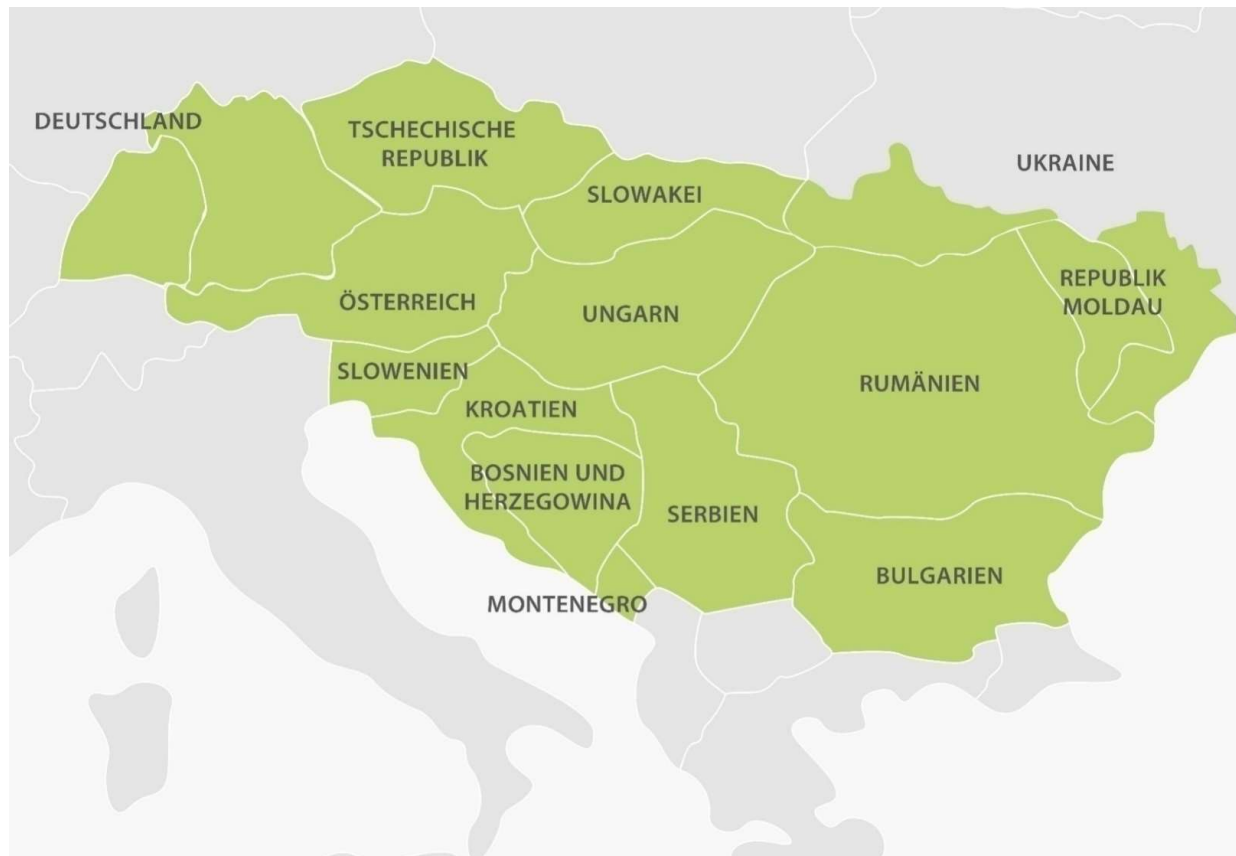 DEUTSCHLAND
TSCHECHISCHE
REPUBLIK
UKRAINE
SLOWAKEI
ÖSTERREICH
UNGARN
REPUBLIK
MOLDAU
SLOWENIEN
RUMÄNIEN
KROATIEN
BOSNIEN UND
HERZEGOWINA
SERBIEN
BULGARIEN
MONTENEGRO